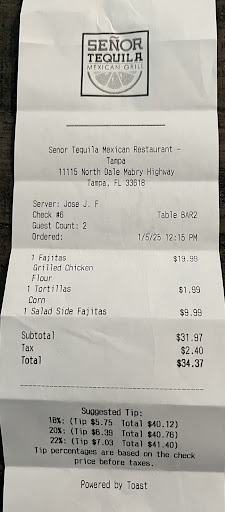 SEÑOR
TEQUILA
MEXICAN GRILL
Senor Tequila Mexican Restaurant -
Tampa
11115 North Dale Mabry Highway
Tampa, FL 33618
Server: Jose J. F
Check #6 Table BAR2
Guest Count: 2
Ordered: 1/5/25 12:15 PM
1 Fajitas $19.99
Grilled Chicken
Flour
1 Tortillas $1.99
Corn
1 Salad Side Fajitas $9.99
Subtotal $31.97
Tax $2.40
Total $34.37
Suggested Tip:
18%: (Tip $5.75 Total $40.12)
20%: (Tip $6.39 Total $40.76)
22%: (Tip $7.03 Total $41.40)
Tip percentages are based on the check
price before taxes.
Powered by Toast